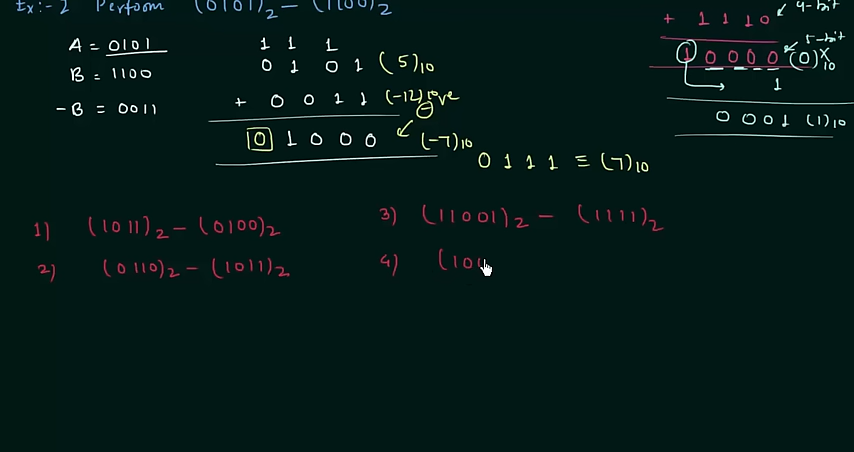 Ex:- 2 Perform (0101)2 − (1100)2
A = 0101
B = 1100
-B = 0011
1 1 1
0 1 0 1 (5)10
+ 0 0 1 1 (-12)10 ve
−
0 1 0 0 0 (-7)10
0 1 1 1 ≡ (7)10
+ 1 1 1 0 4-bit
1 0 0 0 0 (0)10 X 5-bit
1
0 0 0 1 (1)10
1) (1011)2 − (0100)2
2) (0110)2 − (1011)2
3) (11001)2 − (1111)2
4) (10